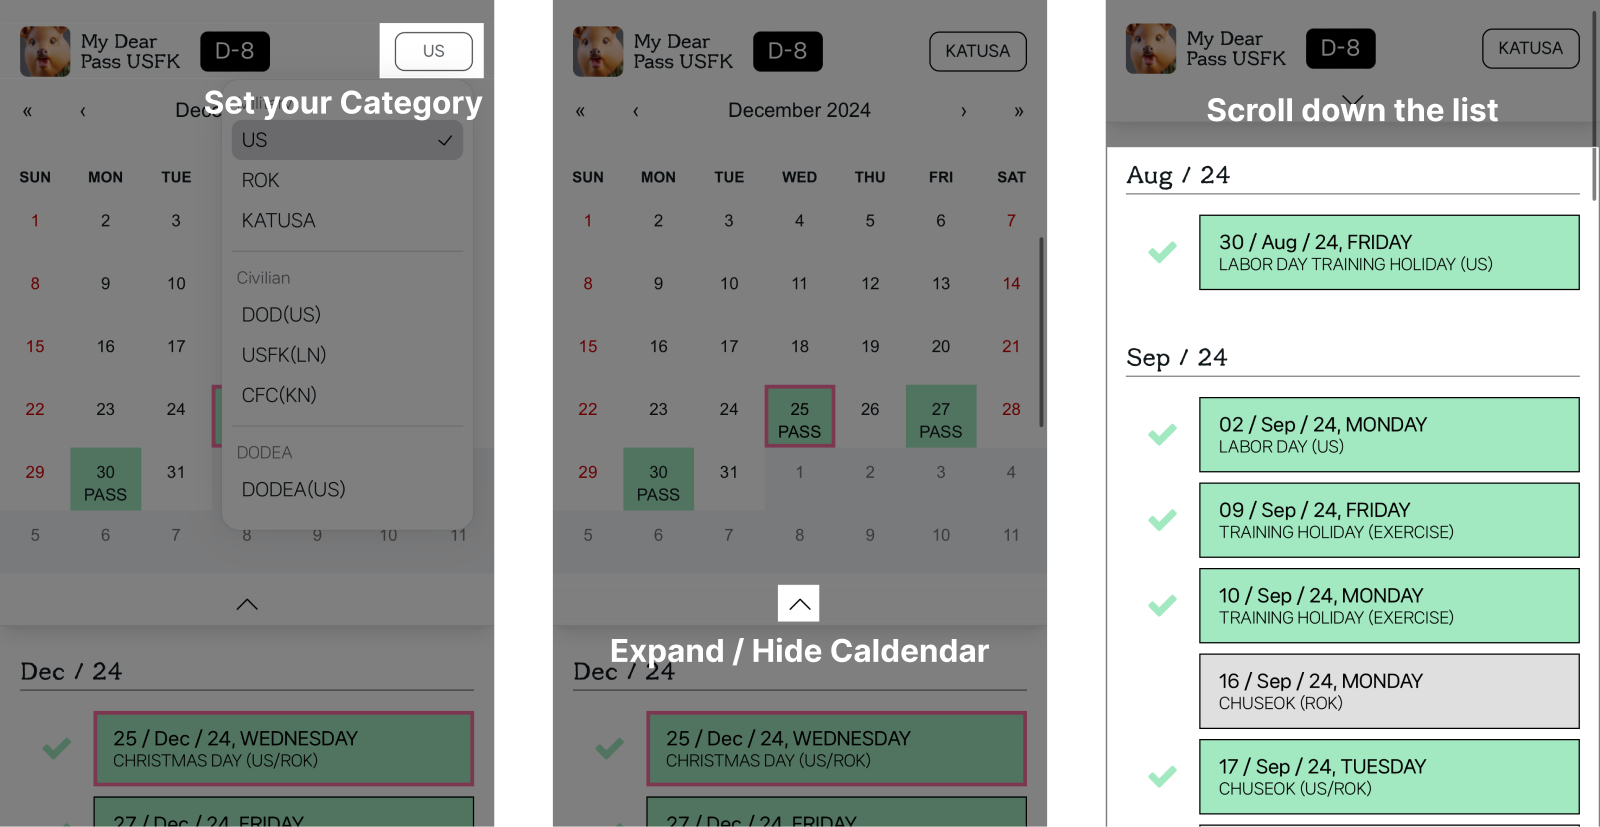 My Dear
Pass USFK
D-8
US
Set your Category
« ‹ Dec
US
ROK
KATUSA
Civilian
DOD(US)
USFK(LN)
CFC(KN)
DODEA
DODEA(US)
SUN MON TUE
1 2 3
8 9 10
15 16 17
22 23 24
29 30 31
PASS
5 6 7 8 9 10 11
Dec / 24
25 / Dec / 24, WEDNESDAY
CHRISTMAS DAY (US/ROK)
27 / Dec / 24, FRIDAY
My Dear
Pass USFK
D-8
KATUSA
« ‹ December 2024 › »
SUN MON TUE WED THU FRI SAT
1 2 3 4 5 6 7
8 9 10 11 12 13 14
15 16 17 18 19 20 21
22 23 24 25 26 27 28
PASS PASS
29 30 31 1 2 3 4
PASS
5 6 7 8 9 10 11
Expand / Hide Caldendar
Dec / 24
25 / Dec / 24, WEDNESDAY
CHRISTMAS DAY (US/ROK)
27 / Dec / 24, FRIDAY
My Dear
Pass USFK
D-8
KATUSA
Scroll down the list
Aug / 24
30 / Aug / 24, FRIDAY
LABOR DAY TRAINING HOLIDAY (US)
Sep / 24
02 / Sep / 24, MONDAY
LABOR DAY (US)
09 / Sep / 24, FRIDAY
TRAINING HOLIDAY (EXERCISE)
10 / Sep / 24, MONDAY
TRAINING HOLIDAY (EXERCISE)
16 / Sep / 24, MONDAY
CHUSEOK (ROK)
17 / Sep / 24, TUESDAY
CHUSEOK (US/ROK)